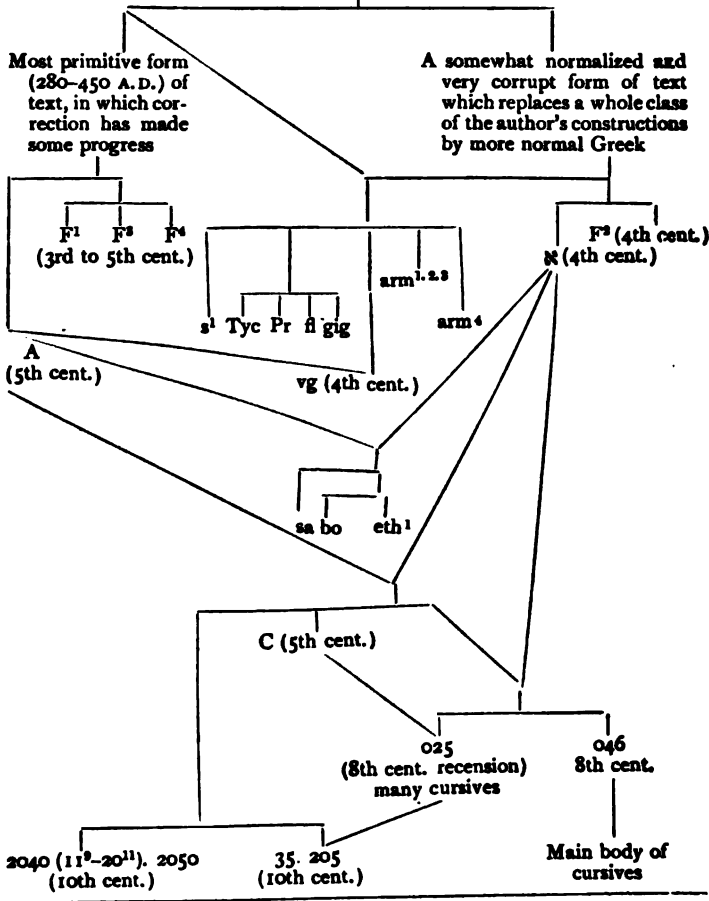 Most primitive form
(280–450 A.D.) of
text, in which cor-
rection has made
some progress
A somewhat normalized and
very corrupt form of text
which replaces a whole class
of the author's constructions
by more normal Greek
F¹ F³ F⁴
(3rd to 5th cent.)
F² (4th cent.)
א (4th cent.)
arm¹·²·³
s¹ Tyc Pr fl gig
arm⁴
A
(5th cent.)
vg (4th cent.)
sa bo eth¹
C (5th cent.)
025
(8th cent. recension)
many cursives
046
8th cent.
2040 (11⁹–20¹¹). 2050
(10th cent.)
35. 205
(10th cent.)
Main body of
cursives